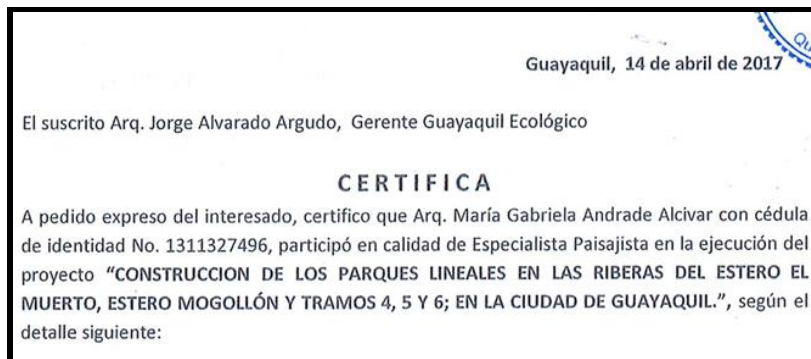 Qu
Guayaquil, 14 de abril de 2017
El suscrito Arq. Jorge Alvarado Argudo, Gerente Guayaquil Ecológico
CERTIFICA
A pedido expreso del interesado, certifico que Arq. María Gabriela Andrade Alcivar con cédula
de identidad No. 1311327496, participó en calidad de Especialista Paisajista en la ejecución del
proyecto “CONSTRUCCION DE LOS PARQUES LINEALES EN LAS RIBERAS DEL ESTERO EL
MUERTO, ESTERO MOGOLLÓN Y TRAMOS 4, 5 Y 6; EN LA CIUDAD DE GUAYAQUIL.”, según el
detalle siguiente: